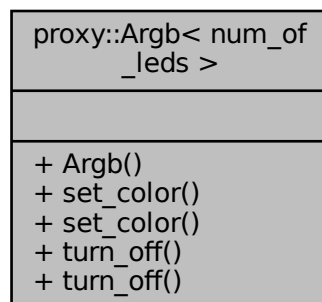 proxy::Argb< num_of
_leds >
+ Argb()
+ set_color()
+ set_color()
+ turn_off()
+ turn_off()